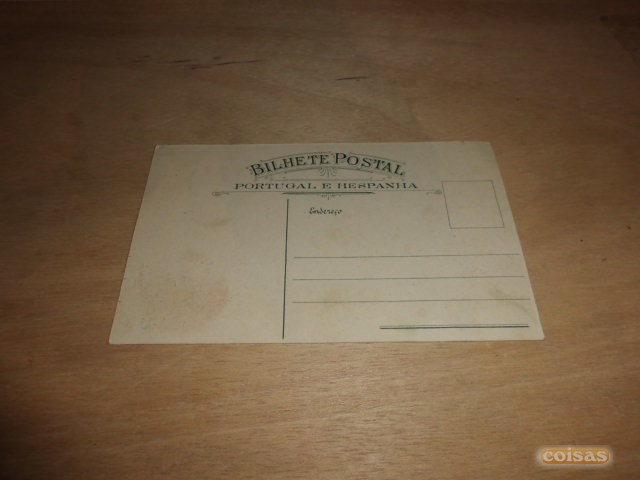 BILHETE POSTAL
PORTUGAL E HESPANHA
Endereço
coisas